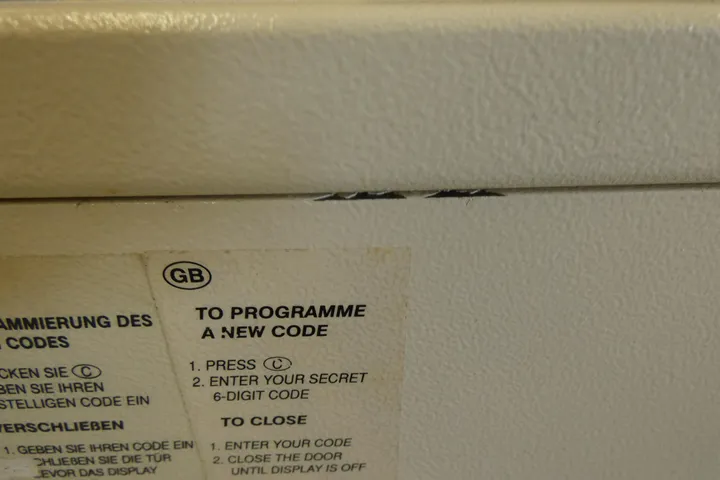 AMMIERUNG DES
CODES
CKEN SIE C
BEN SIE IHREN
STELLIGEN CODE EIN
VERSCHLIEßEN
1. GEBEN SIE IHREN CODE EIN
SCHLIEßEN SIE DIE TÜR
EVOR DAS DISPLAY
GB
TO PROGRAMME
A NEW CODE
1. PRESS C
2. ENTER YOUR SECRET
6-DIGIT CODE
TO CLOSE
1. ENTER YOUR CODE
2. CLOSE THE DOOR
UNTIL DISPLAY IS OFF